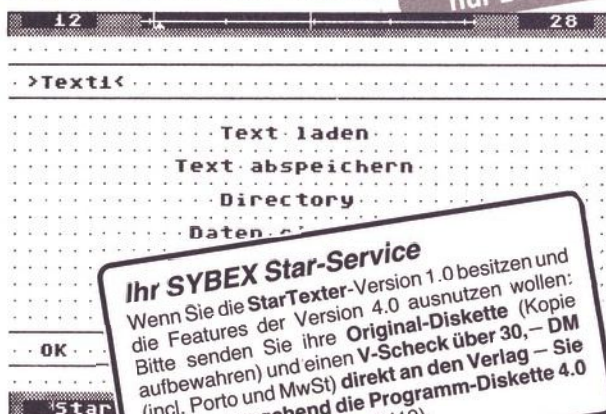 nur
12 28
>Text1<
Text laden
Text abspeichern
Directory
Daten
Ihr SYBEX Star-Service
Wenn Sie die StarTexter-Version 1.0 besitzen und
die Features der Version 4.0 ausnutzen wollen:
Bitte senden Sie ihre Original-Diskette (Kopie
aufbewahren) und einen V-Scheck über 30,– DM
(incl. Porto und MwSt) direkt an den Verlag – Sie
die Programm-Diskette 4.0
OK
Star